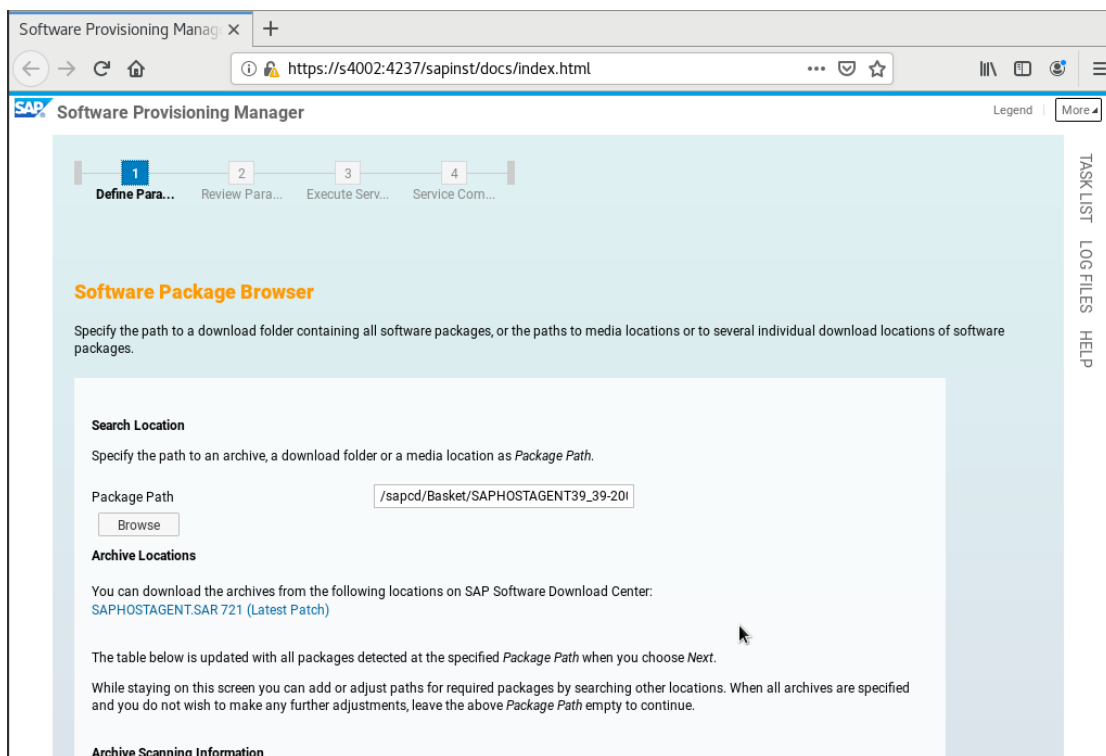 Software Provisioning Manag
https://s4002:4237/sapinst/docs/index.html
SAP Software Provisioning Manager
Legend
More
1
2
3
4
Define Para...
Review Para...
Execute Serv...
Service Com...
TASK LIST
LOG FILES
HELP
Software Package Browser
Specify the path to a download folder containing all software packages, or the paths to media locations or to several individual download locations of software
packages.
Search Location
Specify the path to an archive, a download folder or a media location as Package Path.
Package Path
/sapcd/Basket/SAPHOSTAGENT39_39-200
Browse
Archive Locations
You can download the archives from the following locations on SAP Software Download Center:
SAPHOSTAGENT.SAR 721 (Latest Patch)
The table below is updated with all packages detected at the specified Package Path when you choose Next.
While staying on this screen you can add or adjust paths for required packages by searching other locations. When all archives are specified
and you do not wish to make any further adjustments, leave the above Package Path empty to continue.
Archive Scanning Information